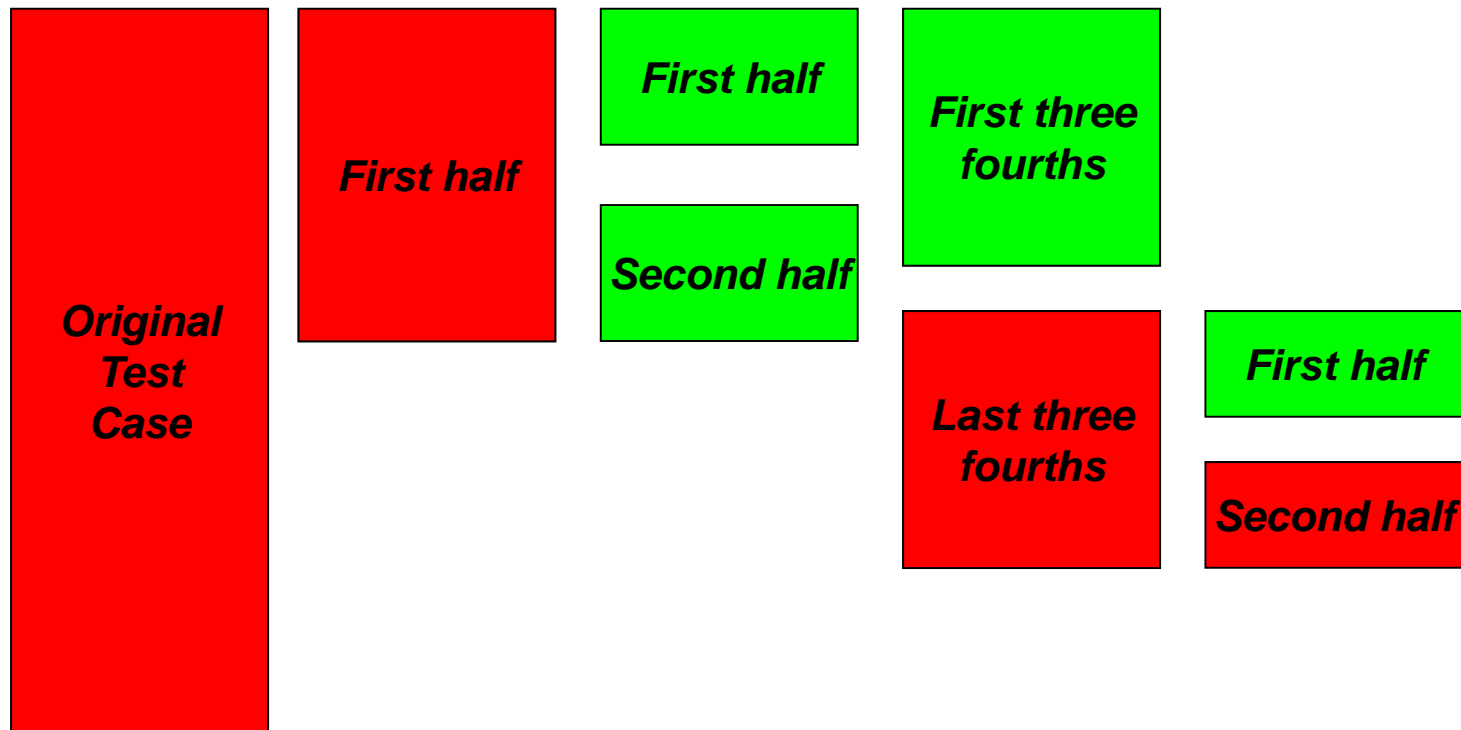 Original
Test
Case
First half
First half
Second half
First three
fourths
Last three
fourths
First half
Second half